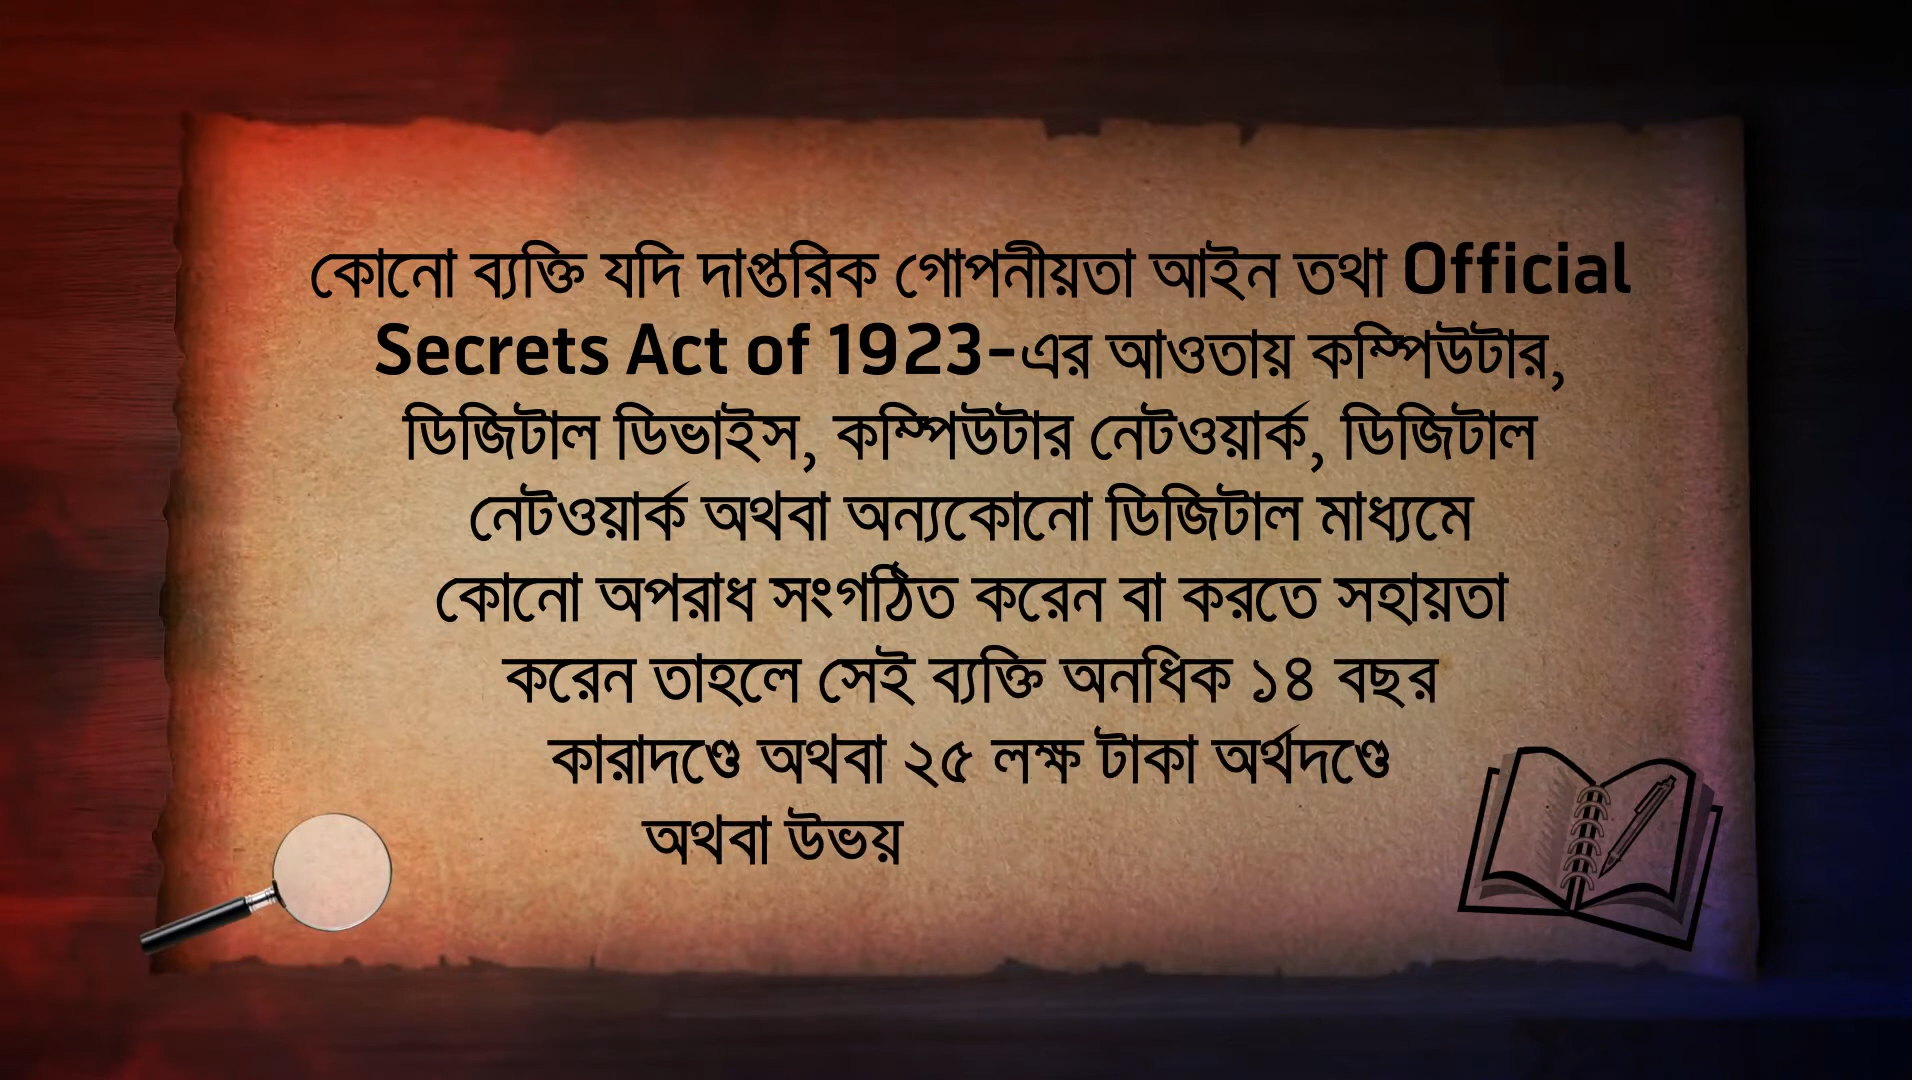 কোনো ব্যক্তি যদি দাপ্তরিক গোপনীয়তা আইন তথা Official
Secrets Act of 1923-এর আওতায় কম্পিউটার,
ডিজিটাল ডিভাইস, কম্পিউটার নেটওয়ার্ক, ডিজিটাল
নেটওয়ার্ক অথবা অন্যকোনো ডিজিটাল মাধ্যমে
কোনো অপরাধ সংগঠিত করেন বা করতে সহায়তা
করেন তাহলে সেই ব্যক্তি অনধিক ১৪ বছর
কারাদণ্ডে অথবা ২৫ লক্ষ টাকা অর্থদণ্ডে
অথবা উভয়